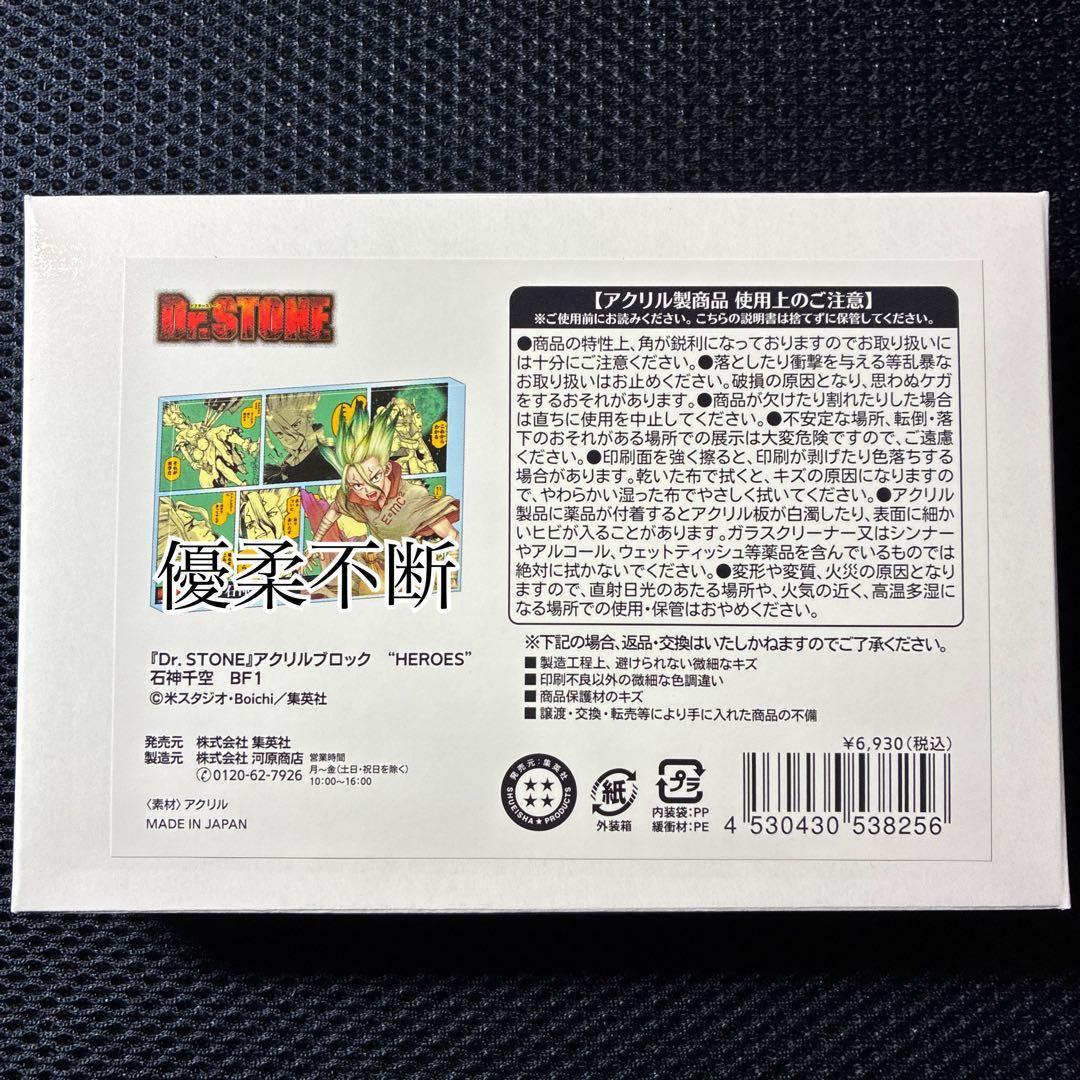 ドクターストーン
Dr.STONE
これから
わかる
それが
E=mc²
優柔不断
『Dr. STONE』アクリルブロック “HEROES”
石神千空 BF1
©米スタジオ・Boichi／集英社
発売元 株式会社 集英社
製造元 株式会社 河原商店
0120-62-7926
営業時間
月～金(土日・祝日を除く)
10:00～16:00
〈素材〉アクリル
MADE IN JAPAN
【アクリル製商品 使用上のご注意】
※ご使用前にお読みください。こちらの説明書は捨てずに保管してください。
●商品の特性上、角が鋭利になっておりますのでお取り扱いに
は十分にご注意ください。●落としたり衝撃を与える等乱暴な
お取り扱いはお止めください。破損の原因となり、思わぬケガ
をするおそれがあります。●商品が欠けたり割れたりした場合
は直ちに使用を中止してください。●不安定な場所、転倒・落
下のおそれがある場所での展示は大変危険ですので、ご遠慮
ください。●印刷面を強く擦ると、印刷が剥げたり色落ちする
場合があります。乾いた布で拭くと、キズの原因になりますの
で、やわらかい湿った布でやさしく拭いてください。●アクリル
製品に薬品が付着するとアクリル板が白濁したり、表面に細か
いヒビが入ることがあります。ガラスクリーナー又はシンナー
やアルコール、ウェットティッシュ等薬品を含んでいるものでは
絶対に拭かないでください。●変形や変質、火災の原因となり
ますので、直射日光のあたる場所や、火気の近く、高温多湿に
なる場所での使用・保管はおやめください。
※下記の場合、返品・交換はいたしかねますのでご了承ください。
■製造工程上、避けられない微細なキズ
■印刷不良以外の微細な色調違い
■商品保護材のキズ
■譲渡・交換・転売等により手に入れた商品の不備
発売元：集英社
SHUEISHA★PRODUCTS
紙
外装箱
プラ
内装袋：PP
緩衝材：PE
¥6,930(税込)
4 530430 538256